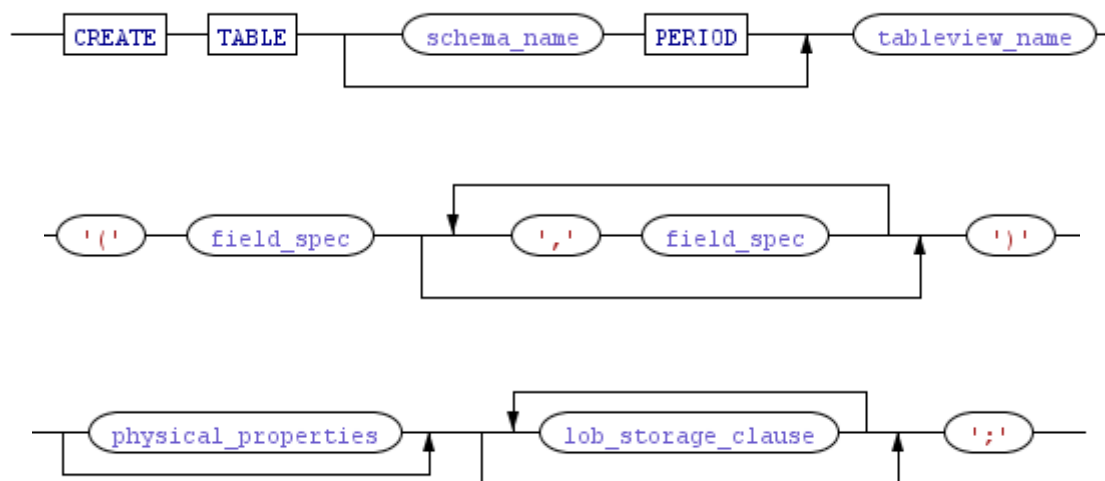 CREATE TABLE schema_name PERIOD tableview_name
'(' field_spec ',' field_spec ')'
physical_properties lob_storage_clause ';'